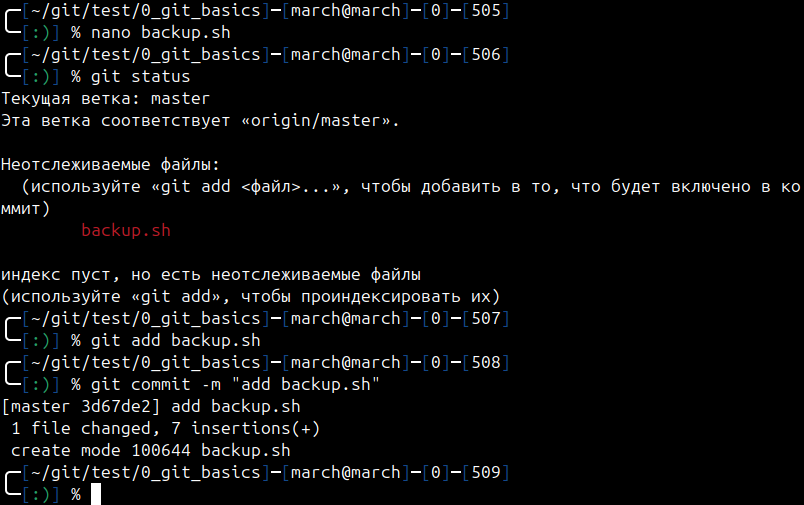 ┌─[~/git/test/0_git_basics]─[march@march]─[0]─[505]
└─[:)] % nano backup.sh
┌─[~/git/test/0_git_basics]─[march@march]─[0]─[506]
└─[:)] % git status
Текущая ветка: master
Эта ветка соответствует «origin/master».

Неотслеживаемые файлы:
  (используйте «git add <файл>...», чтобы добавить в то, что будет включено в ко
ммит)
        backup.sh

индекс пуст, но есть неотслеживаемые файлы
(используйте «git add», чтобы проиндексировать их)
┌─[~/git/test/0_git_basics]─[march@march]─[0]─[507]
└─[:)] % git add backup.sh
┌─[~/git/test/0_git_basics]─[march@march]─[0]─[508]
└─[:)] % git commit -m "add backup.sh"
[master 3d67de2] add backup.sh
 1 file changed, 7 insertions(+)
 create mode 100644 backup.sh
┌─[~/git/test/0_git_basics]─[march@march]─[0]─[509]
└─[:)] %